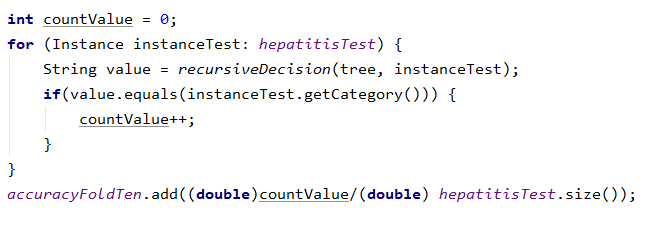 int countValue = 0;
for (Instance instanceTest: hepatitisTest) {
    String value = recursiveDecision(tree, instanceTest);
    if(value.equals(instanceTest.getCategory())) {
        countValue++;
    }
}
accuracyFoldTen.add((double)countValue/(double) hepatitisTest.size());